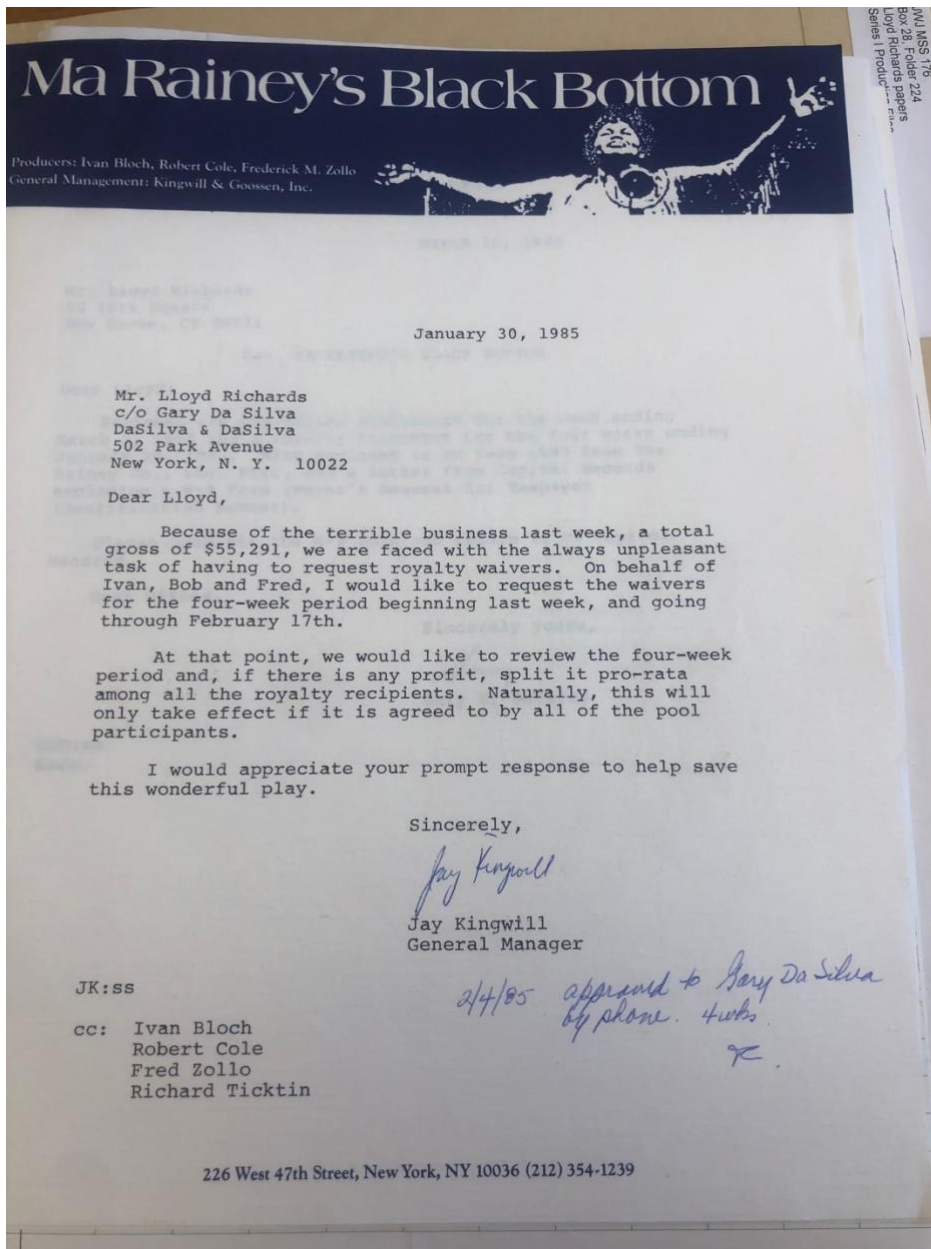 JWJ MSS 176
Box 28, Folder 224
Lloyd Richards papers
Series I Production Files
Ma Rainey's Black Bottom
Producers: Ivan Bloch, Robert Cole, Frederick M. Zollo
General Management: Kingwill & Goossen, Inc.
January 30, 1985
Mr. Lloyd Richards
c/o Gary Da Silva
DaSilva & DaSilva
502 Park Avenue
New York, N. Y. 10022
Dear Lloyd,
Because of the terrible business last week, a total
gross of $55,291, we are faced with the always unpleasant
task of having to request royalty waivers. On behalf of
Ivan, Bob and Fred, I would like to request the waivers
for the four-week period beginning last week, and going
through February 17th.
At that point, we would like to review the four-week
period and, if there is any profit, split it pro-rata
among all the royalty recipients. Naturally, this will
only take effect if it is agreed to by all of the pool
participants.
I would appreciate your prompt response to help save
this wonderful play.
Sincerely,
Jay Kingwill
Jay Kingwill
General Manager
2/4/85 approved to Gary Da Silva
by phone. 4 wks
JK:ss
cc: Ivan Bloch
Robert Cole
Fred Zollo
Richard Ticktin
226 West 47th Street, New York, NY 10036 (212) 354-1239